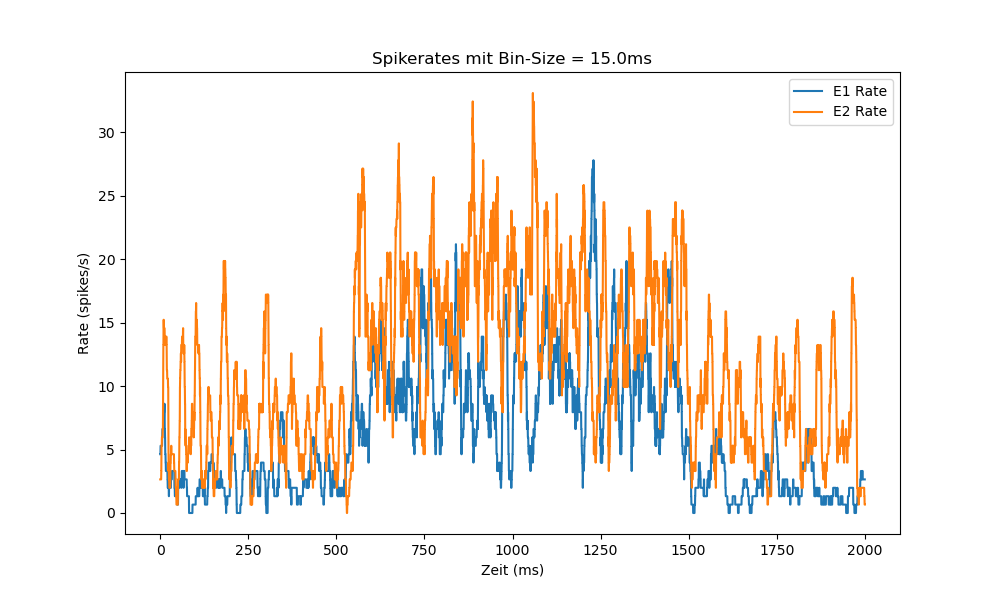 Spikerates mit Bin-Size = 15.0ms
E1 Rate
E2 Rate
Rate (spikes/s)
30
25
20
15
10
5
0
0 250 500 750 1000 1250 1500 1750 2000
Zeit (ms)